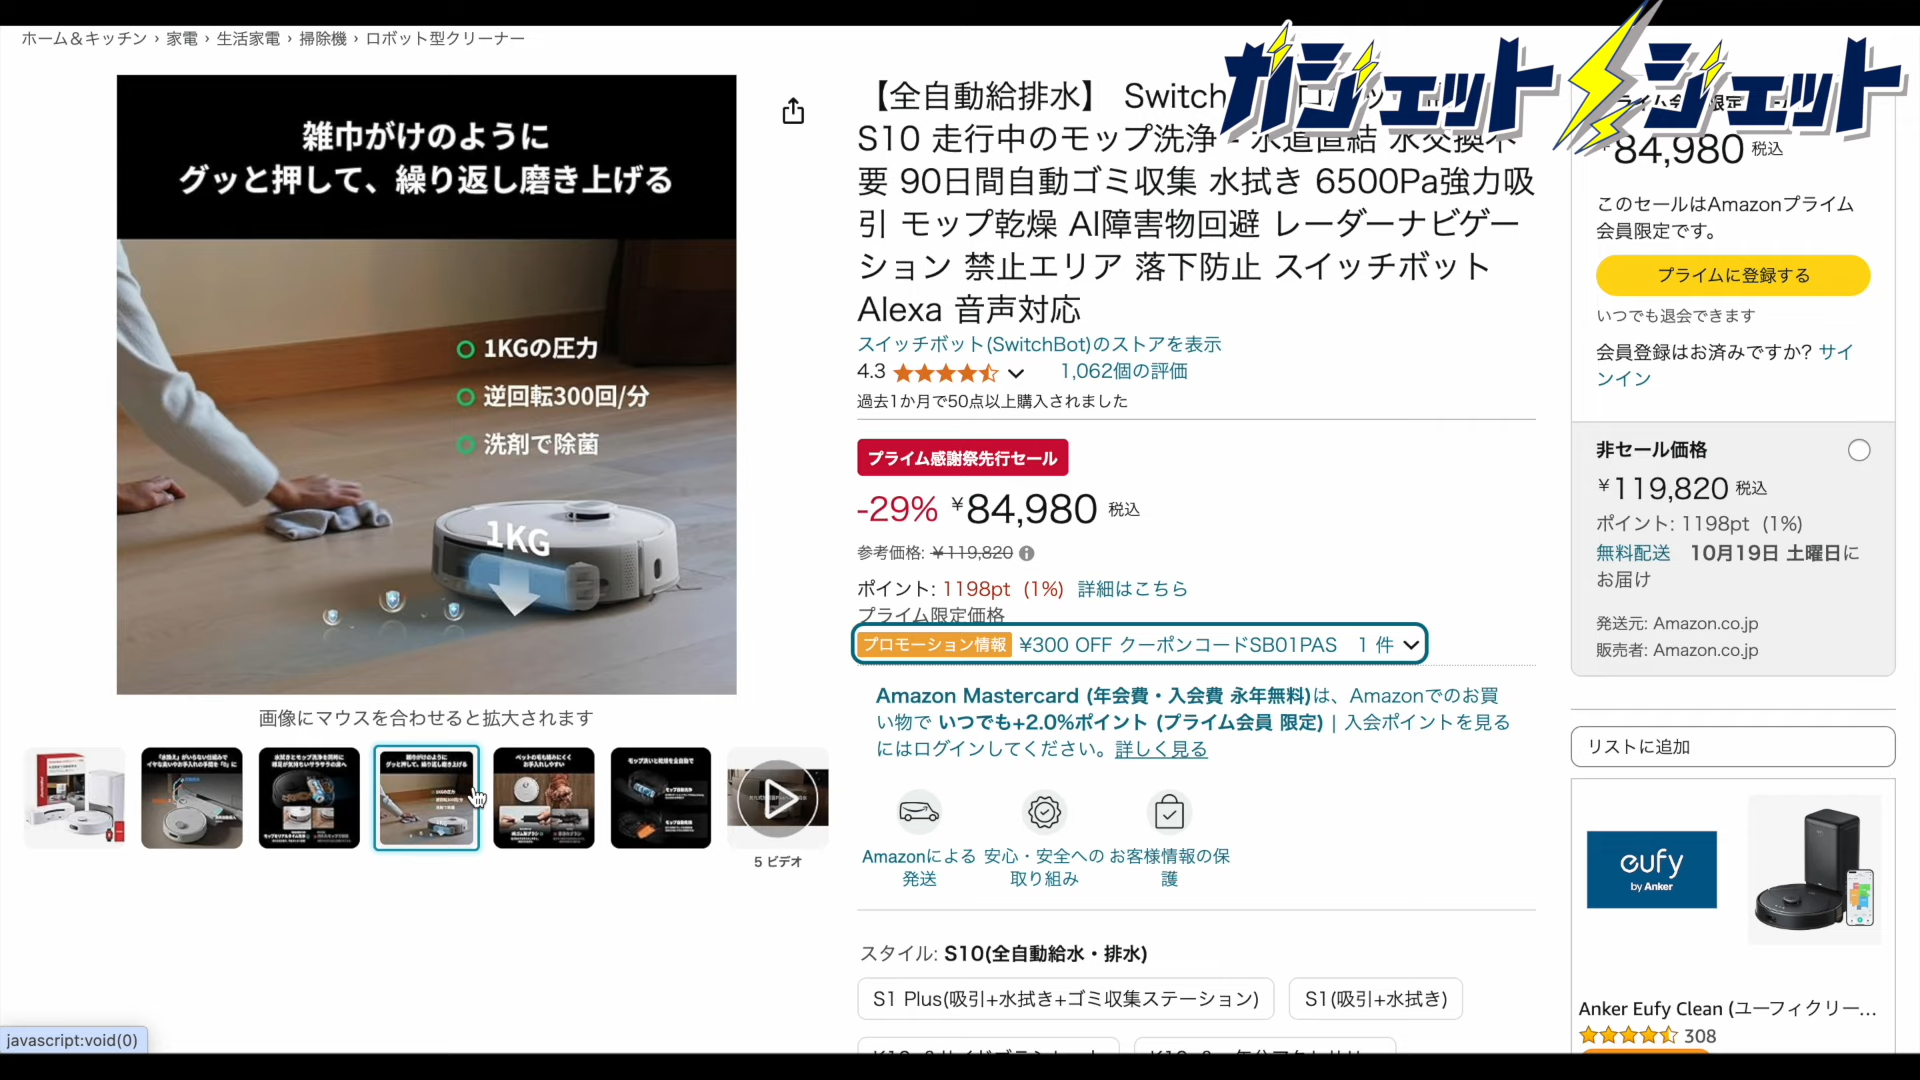 ガジェットジェット
ホーム＆キッチン › 家電 › 生活家電 › 掃除機 › ロボット型クリーナー
雑巾がけのように
グッと押して、繰り返し磨き上げる
1KGの圧力
逆回転300回/分
洗剤で除菌
1KG
画像にマウスを合わせると拡大されます
5 ビデオ
【全自動給排水】 Switch
S10 走行中のモップ洗浄 - 水道直結 水交換不
要 90日間自動ゴミ収集 水拭き 6500Pa強力吸
引 モップ乾燥 AI障害物回避 レーダーナビゲー
ション 禁止エリア 落下防止 スイッチボット
Alexa 音声対応
スイッチボット(SwitchBot)のストアを表示
4.3 1,062個の評価
過去1か月で50点以上購入されました
プライム感謝祭先行セール
-29% ¥84,980 税込
参考価格: ¥119,820
ポイント: 1198pt (1%) 詳細はこちら
プライム限定価格
プロモーション情報 ¥300 OFF クーポンコードSB01PAS 1 件
Amazon Mastercard (年会費・入会費 永年無料)は、Amazonでのお買
い物で いつでも+2.0%ポイント (プライム会員 限定) | 入会ポイントを見る
にはログインしてください。詳しく見る
Amazonによる
発送
安心・安全への
取り組み
お客様情報の保
護
スタイル: S10(全自動給水・排水)
S1 Plus(吸引+水拭き+ゴミ収集ステーション)
S1(吸引+水拭き)
¥84,980 税込
このセールはAmazonプライム
会員限定です。
プライムに登録する
いつでも退会できます
会員登録はお済みですか? サイ
ンイン
非セール価格
¥119,820 税込
ポイント: 1198pt (1%)
無料配送 10月19日 土曜日に
お届け
発送元: Amazon.co.jp
販売者: Amazon.co.jp
リストに追加
eufy
by Anker
Anker Eufy Clean (ユーフィクリー...
308
javascript:void(0)